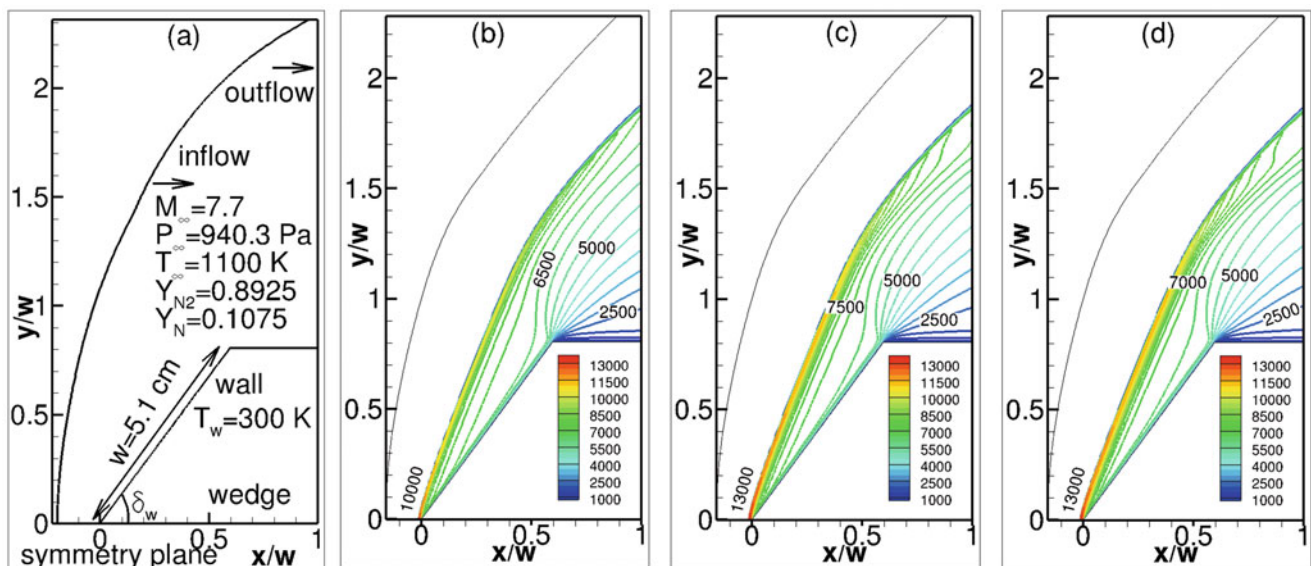 (a)
2
outflow
inflow
1.5
M∞=7.7
P∞=940.3 Pa
T∞=1100 K
Y_N2=0.8925
Y_N=0.1075
y/w
1
w=5.1 cm
wall
T_w=300 K
0.5
wedge
δ_w
0
0 0.5 1
symmetry plane x/w
(b)
2
1.5
y/w
5000
6500
1
2500
0.5
13000
11500
10000
8500
7000
5500
4000
2500
1000
10000
0
0 0.5 1
x/w
(c)
2
1.5
y/w
5000
7500
1
2500
0.5
13000
11500
10000
8500
7000
5500
4000
2500
1000
13000
0
0 0.5 1
x/w
(d)
2
1.5
y/w
7000
5000
1
2500
0.5
13000
11500
10000
8500
7000
5500
4000
2500
1000
13000
0
0 0.5 1
x/w